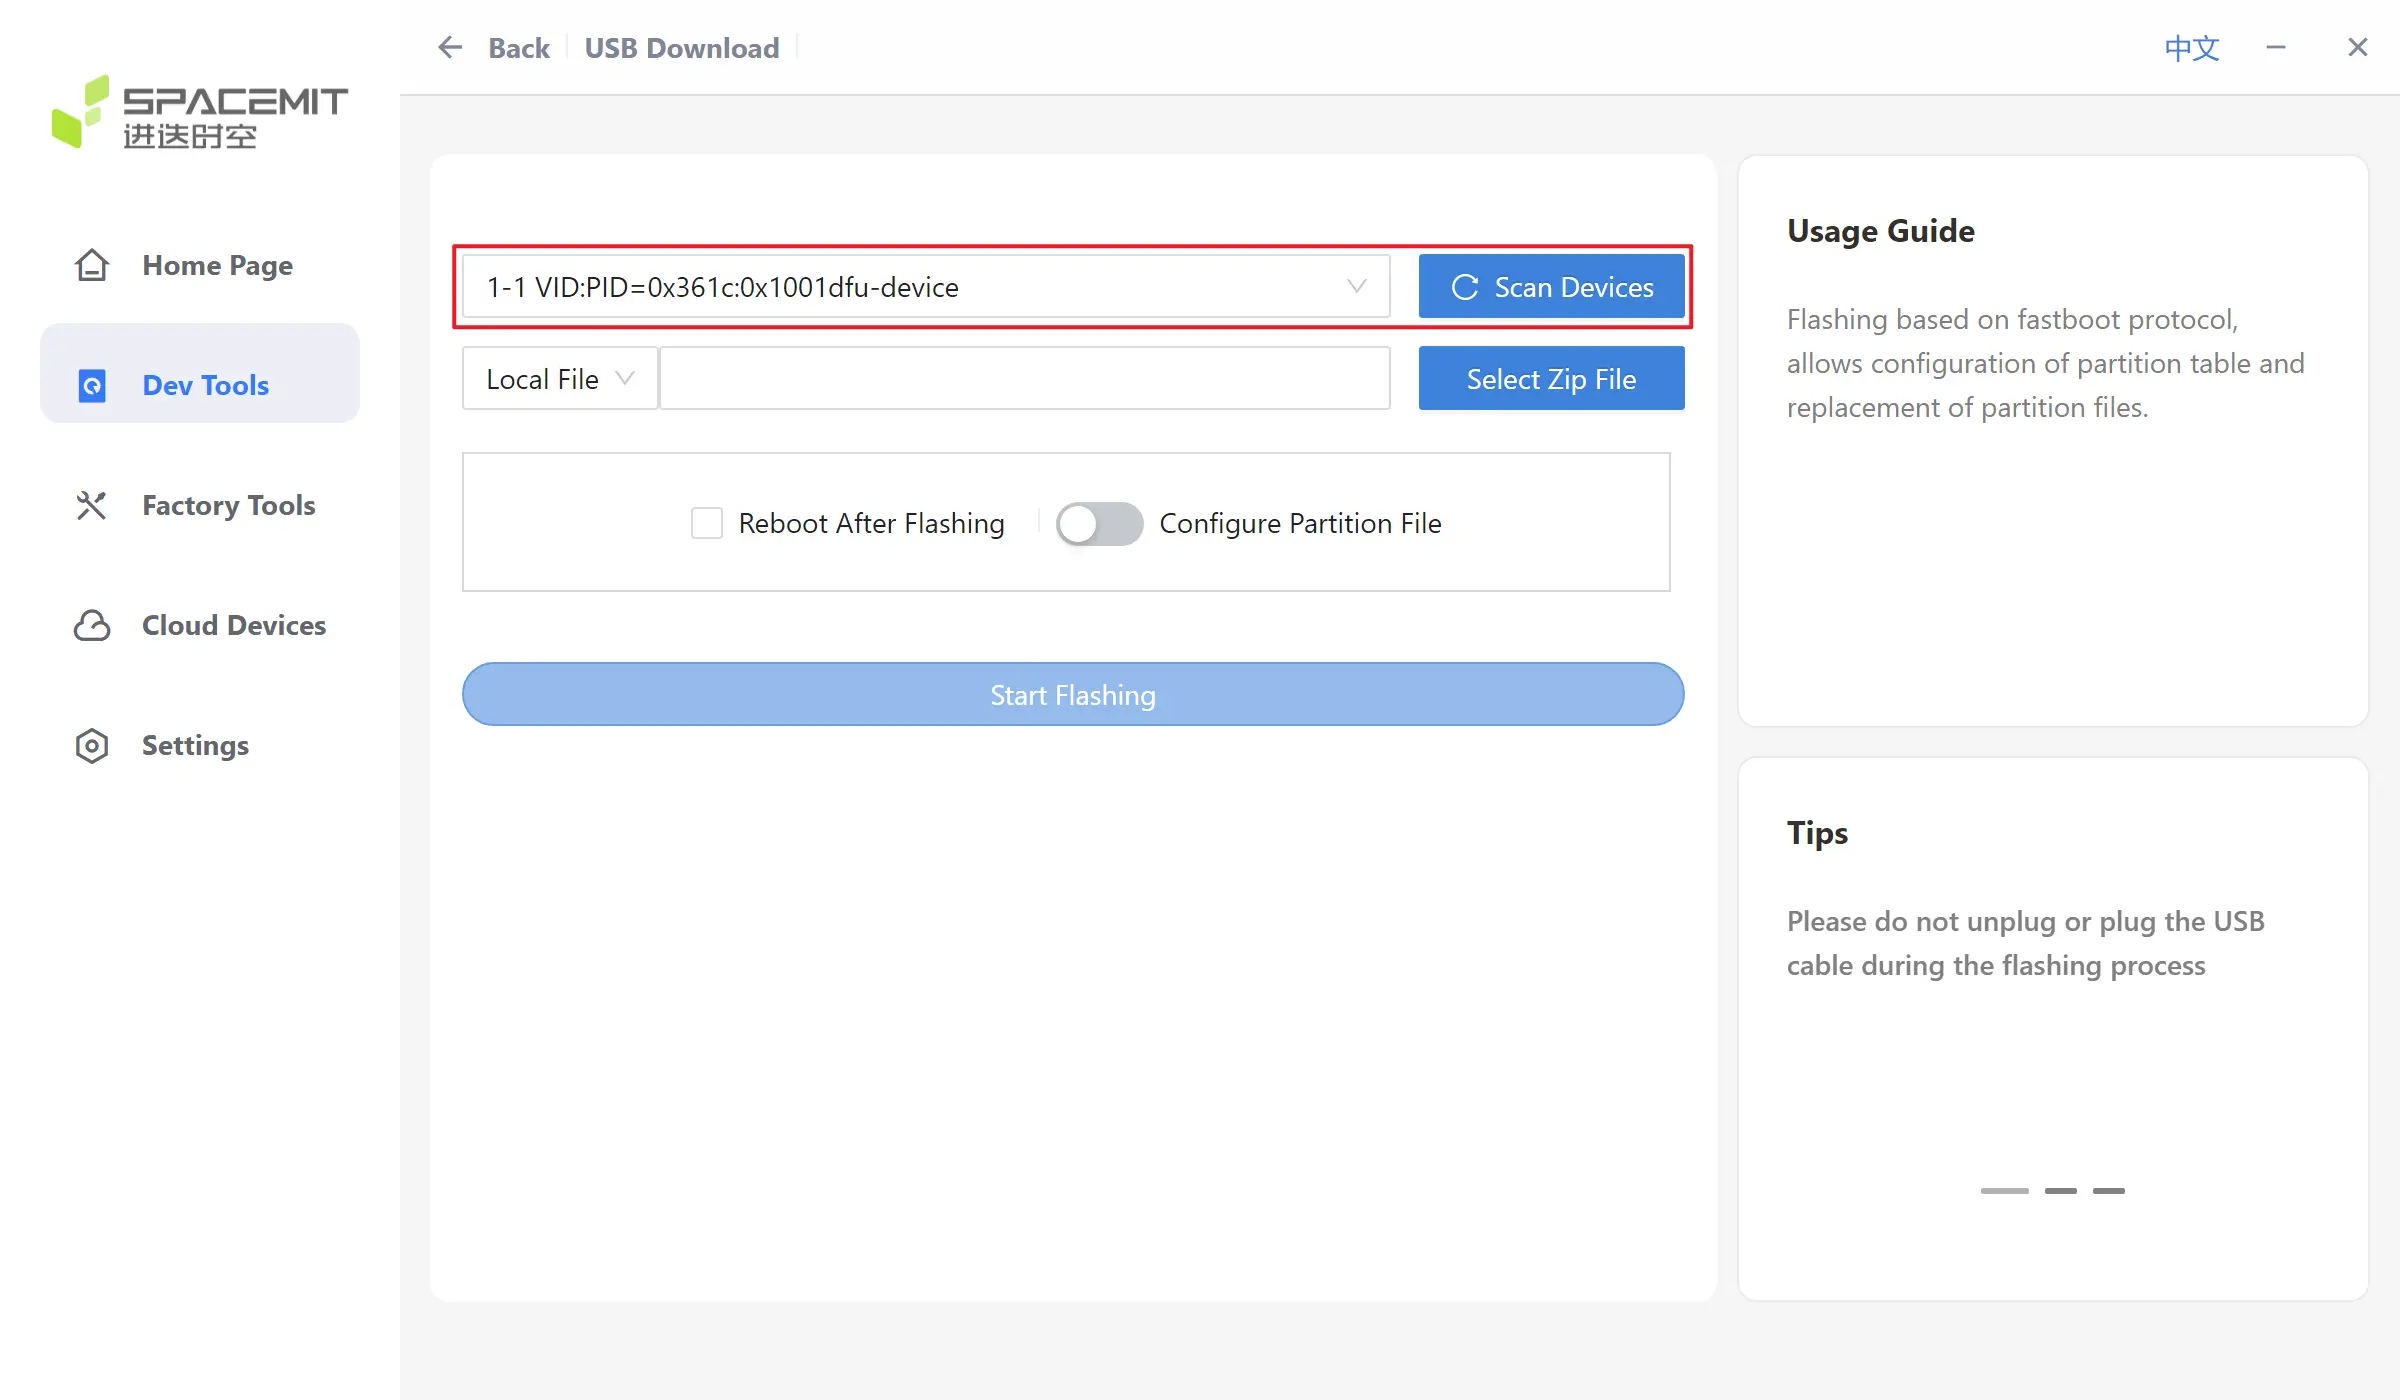 Back
USB Download
中文
SPACEMIT
进迭时空
Home Page
Dev Tools
Factory Tools
Cloud Devices
Settings
1-1 VID:PID=0x361c:0x1001dfu-device
Scan Devices
Local File
Select Zip File
Reboot After Flashing
Configure Partition File
Start Flashing
Usage Guide
Flashing based on fastboot protocol,
allows configuration of partition table and
replacement of partition files.
Tips
Please do not unplug or plug the USB
cable during the flashing process